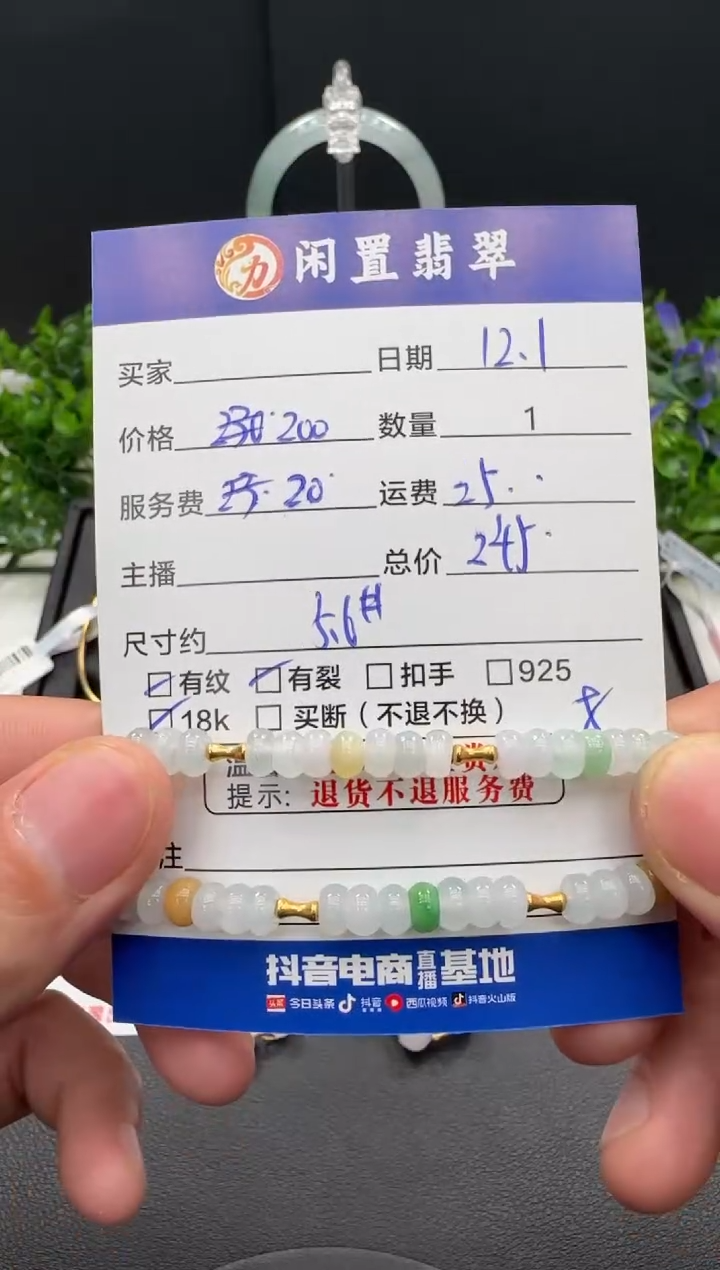 力 闲置翡翠
买家 日期 12.1
价格 200 数量 1
服务费 20 运费 25
主播 总价 245
尺寸约 5.6#
有纹 有裂 扣手 925
18k 买断（不退不换）
提示: 退货不退服务费
注
抖音电商直播基地
头条 今日头条 抖音 西瓜视频 抖音火山版